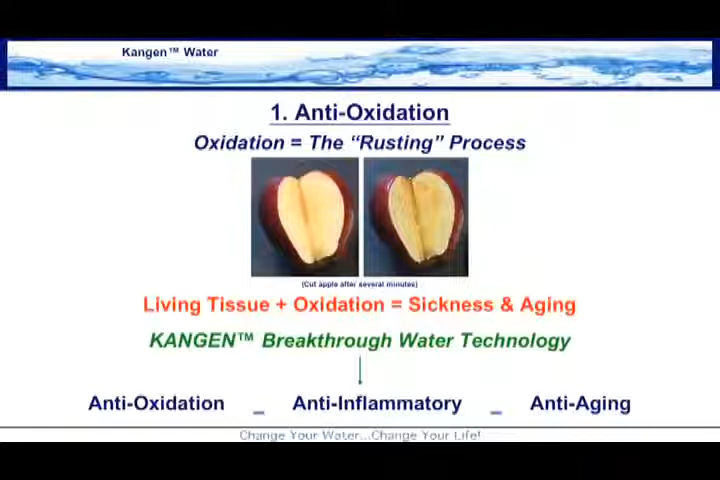 Kangen™ Water
1. Anti-Oxidation
Oxidation = The “Rusting” Process
(Cut apple after several minutes)
Living Tissue + Oxidation = Sickness & Aging
KANGEN™ Breakthrough Water Technology
Anti-Oxidation _ Anti-Inflammatory _ Anti-Aging
Change Your Water...Change Your Life!